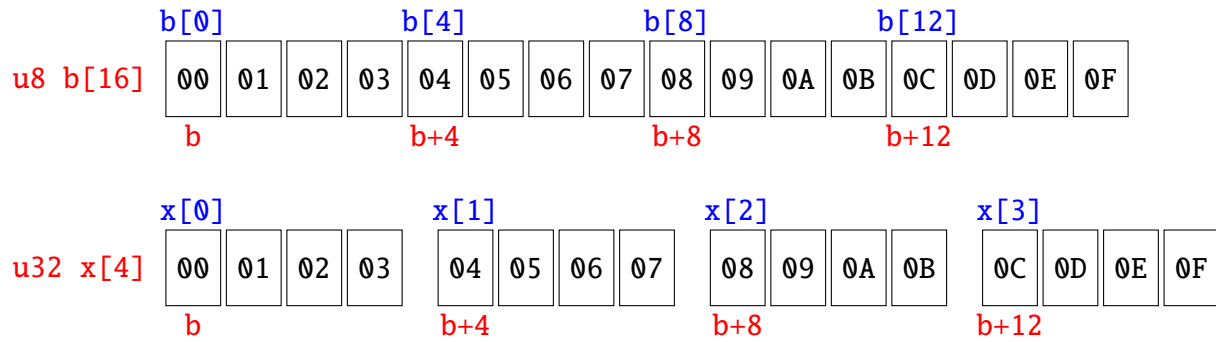 b[0] b[4] b[8] b[12]
u8 b[16] 00 01 02 03 04 05 06 07 08 09 0A 0B 0C 0D 0E 0F
b b+4 b+8 b+12
x[0] x[1] x[2] x[3]
u32 x[4] 00 01 02 03 04 05 06 07 08 09 0A 0B 0C 0D 0E 0F
b b+4 b+8 b+12